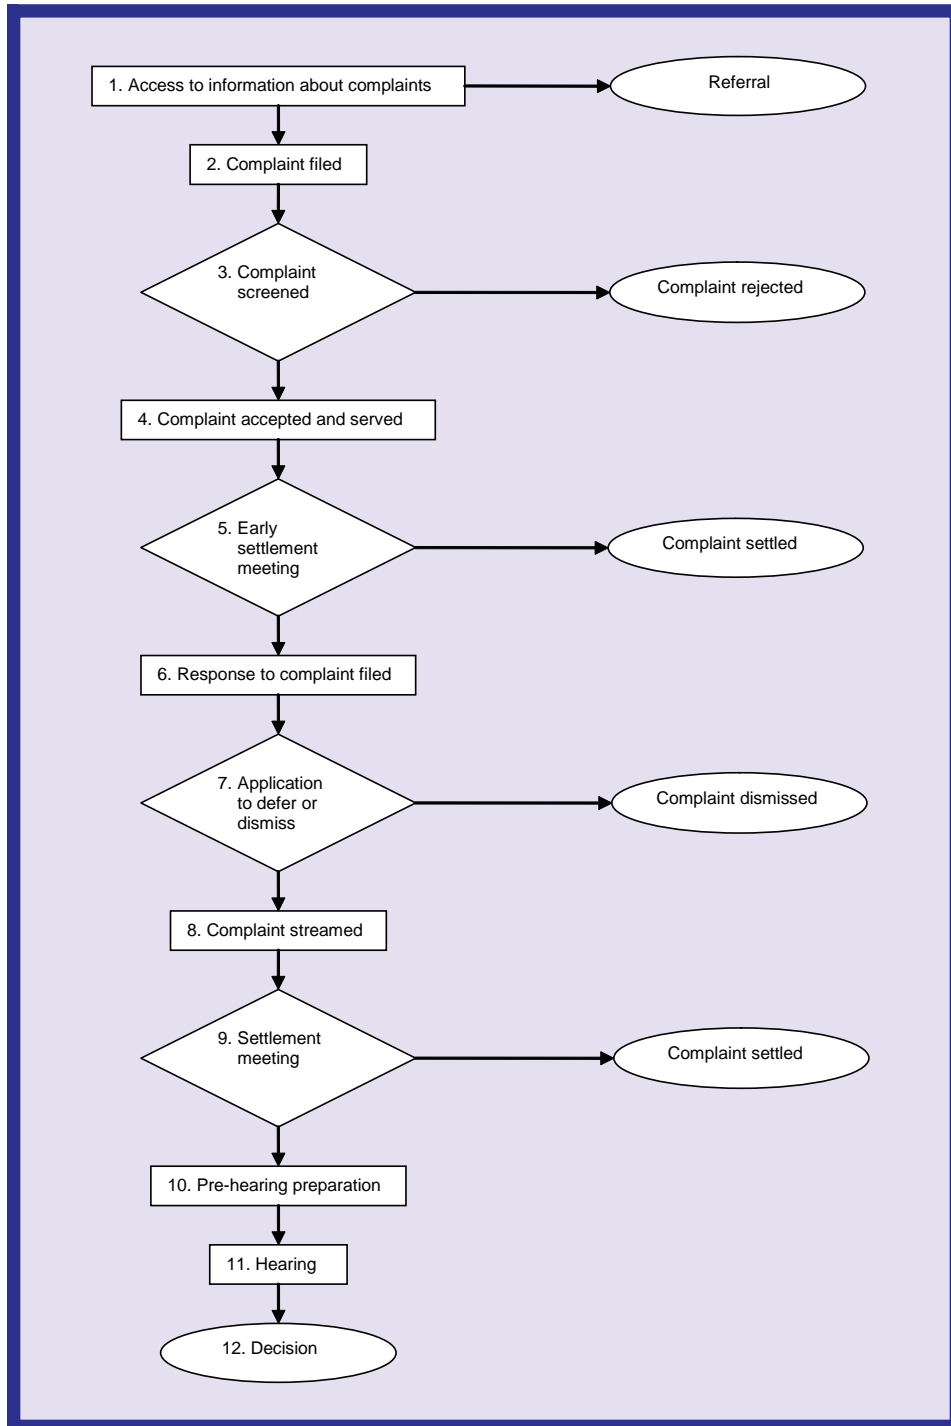 1. Access to information about complaints
Referral
2. Complaint filed
3. Complaint
screened
Complaint rejected
4. Complaint accepted and served
5. Early
settlement
meeting
Complaint settled
6. Response to complaint filed
7. Application
to defer or
dismiss
Complaint dismissed
8. Complaint streamed
9. Settlement
meeting
Complaint settled
10. Pre-hearing preparation
11. Hearing
12. Decision